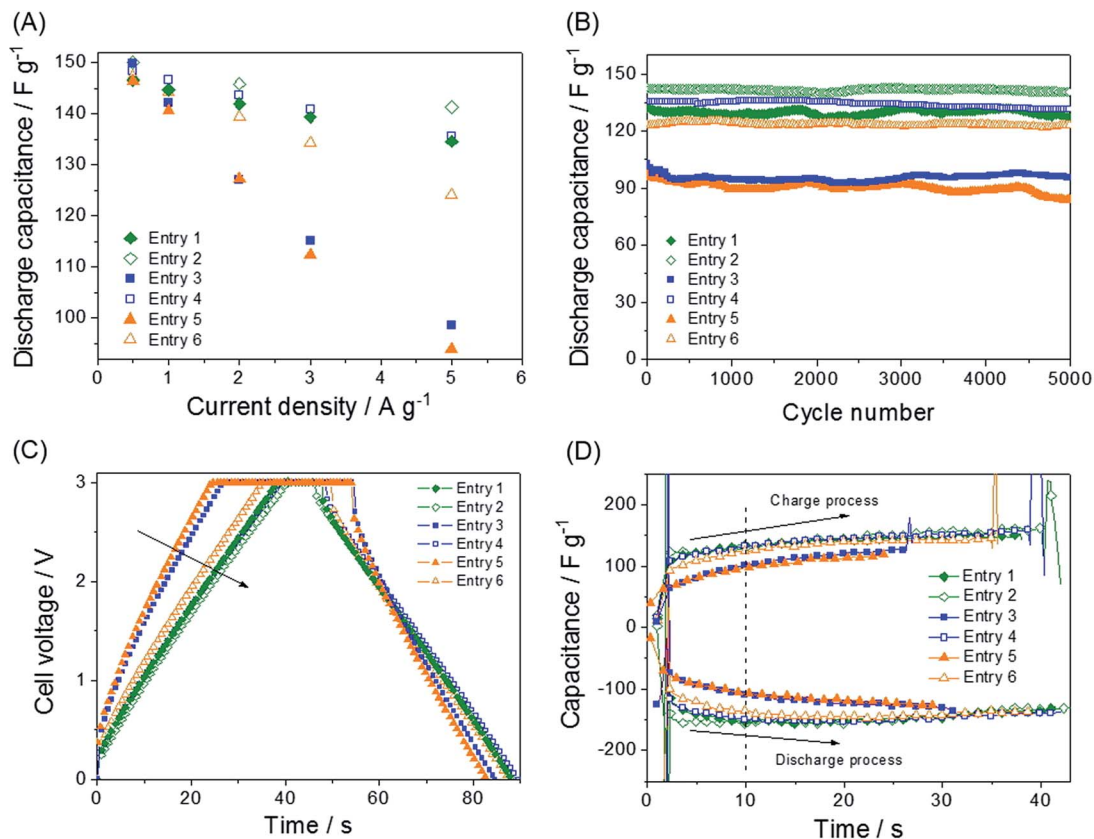 (A)
150
140
130
120
110
100
0
1
2
3
4
5
6
Discharge capacitance / F g-1
Current density / A g-1
Entry 1
Entry 2
Entry 3
Entry 4
Entry 5
Entry 6
(B)
150
120
90
60
30
0
0
1000
2000
3000
4000
5000
Discharge capacitance / F g-1
Cycle number
Entry 1
Entry 2
Entry 3
Entry 4
Entry 5
Entry 6
(C)
3
2
1
0
0
20
40
60
80
Cell voltage / V
Time / s
Entry 1
Entry 2
Entry 3
Entry 4
Entry 5
Entry 6
(D)
200
100
0
-100
-200
0
10
20
30
40
Capacitance / F g-1
Time / s
Charge process
Entry 1
Entry 2
Entry 3
Entry 4
Entry 5
Entry 6
Discharge process